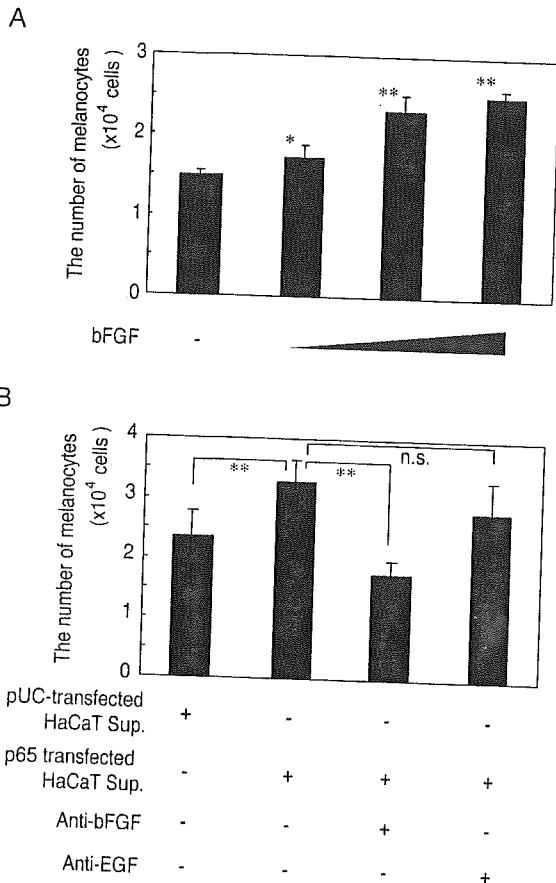 A
The number of melanocytes
(x10⁴ cells )
3
2
1
0
*
**
**
bFGF
-
B
The number of melanocytes
(x10⁴ cells )
4
3
2
1
0
**
**
n.s.
pUC-transfected
HaCaT Sup.
+ - - -
p65 transfected
HaCaT Sup.
- + + +
Anti-bFGF - - + -
Anti-EGF - - - +